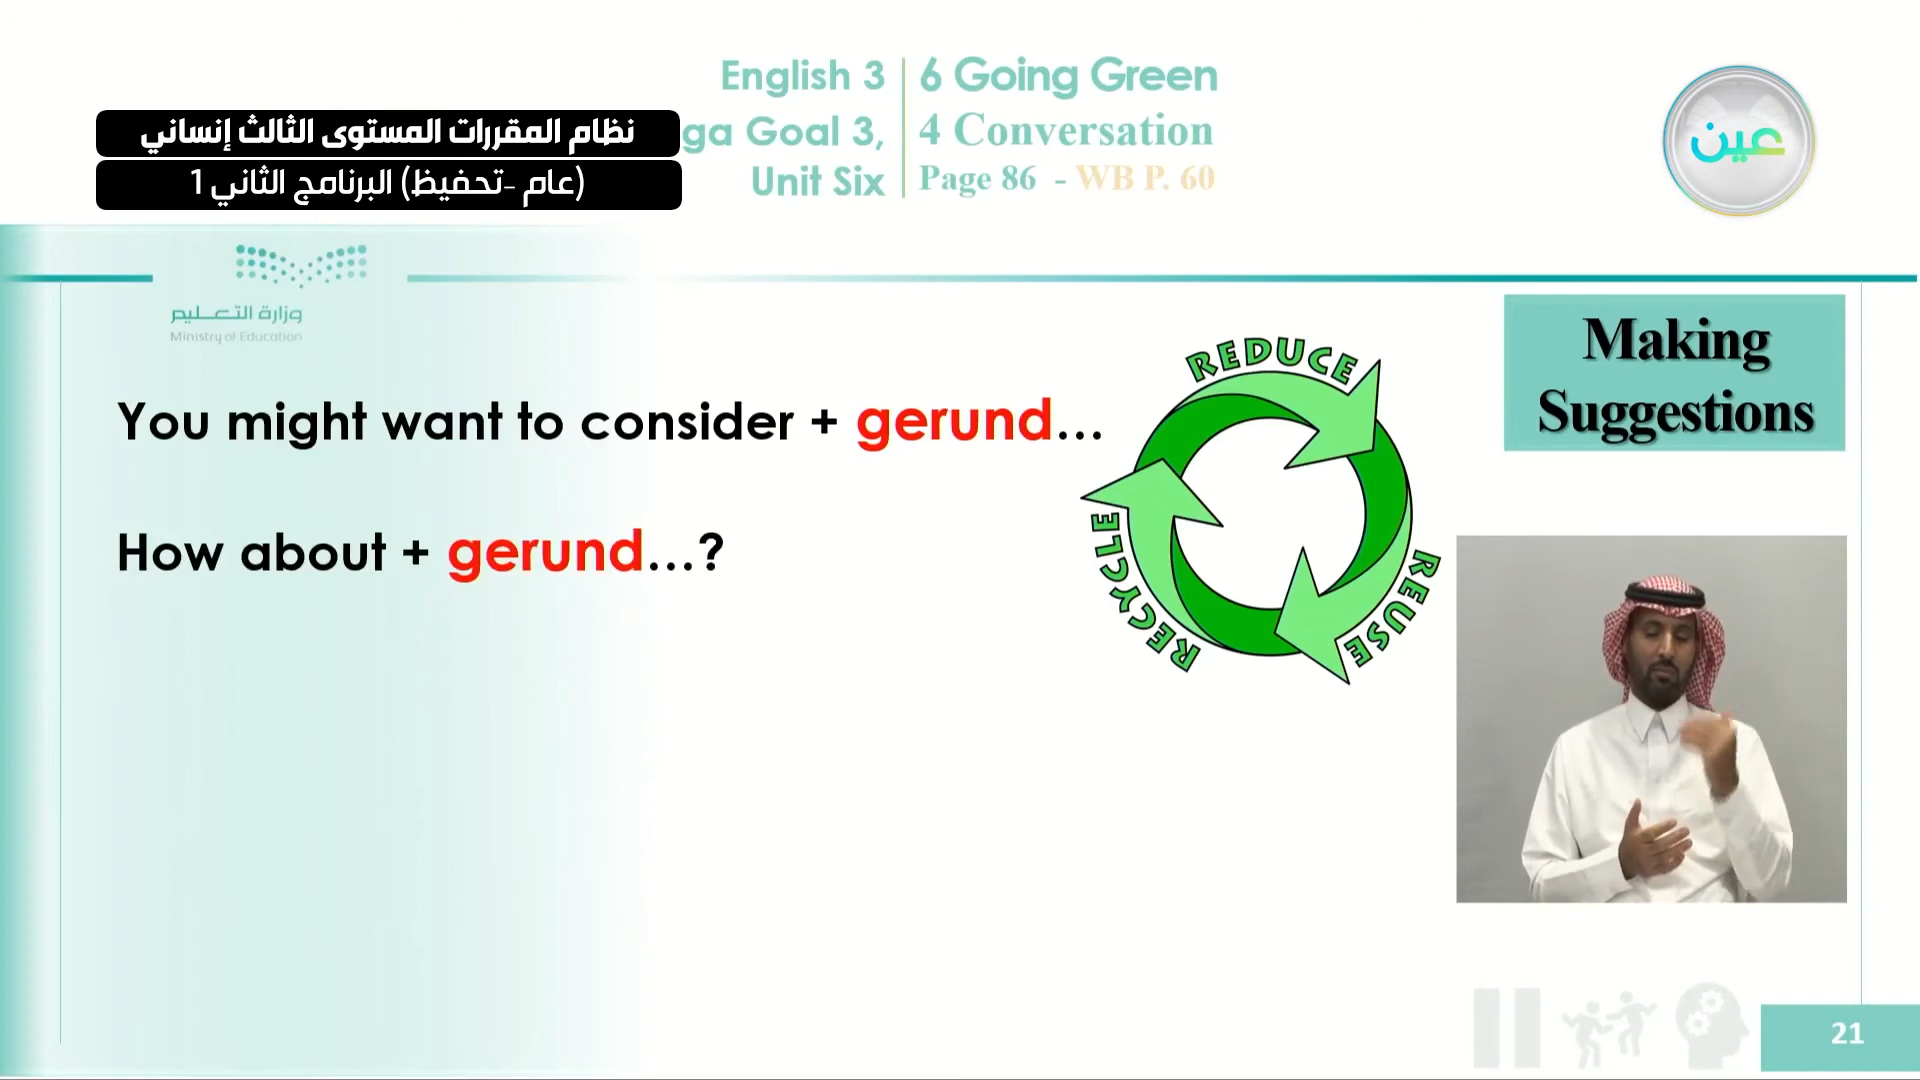 English 3
6 Going Green
نظام المقررات المستوى الثالث إنساني
ga Goal 3,
4 Conversation
(عام -تحفيظ) البرنامج الثاني 1
Unit Six
Page 86 - WB P. 60
عين
وزارة التعليم
Ministry of Education
Making
Suggestions
You might want to consider + gerund...
How about + gerund...?
REDUCE
REUSE
RECYCLE
21